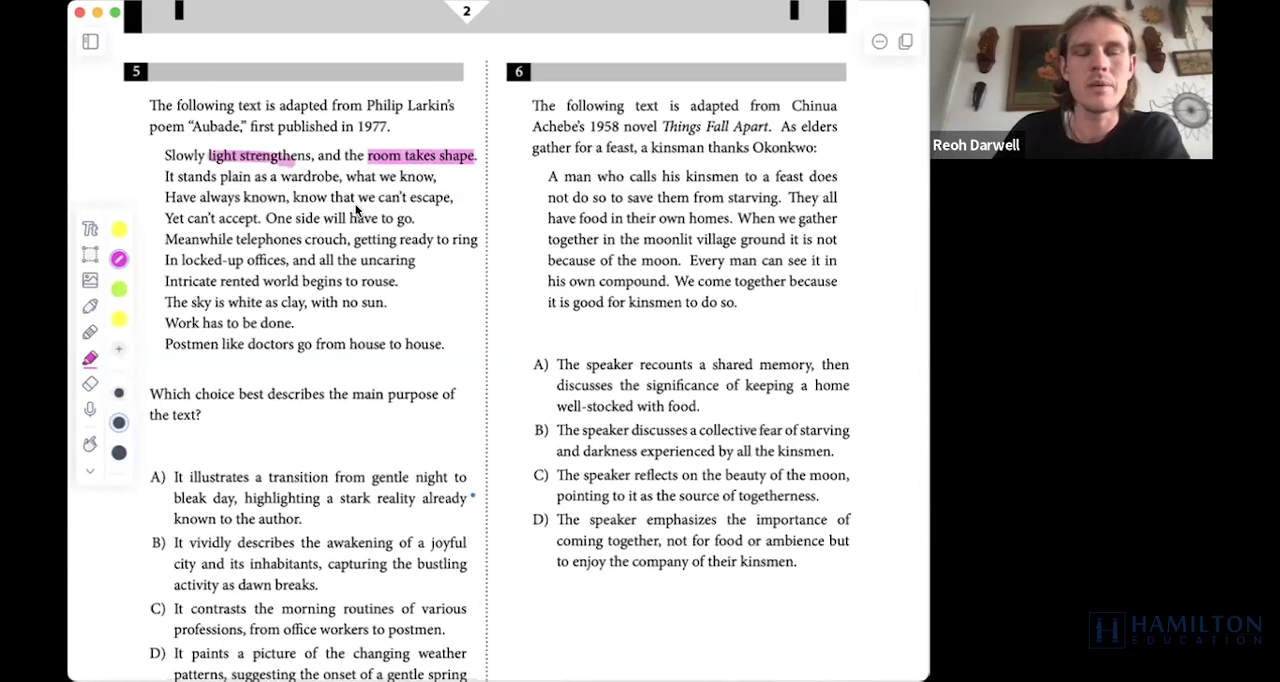 2
5
The following text is adapted from Philip Larkin's
poem “Aubade,” first published in 1977.
Slowly light strengthens, and the room takes shape.
It stands plain as a wardrobe, what we know,
Have always known, know that we can't escape,
Yet can't accept. One side will have to go.
Meanwhile telephones crouch, getting ready to ring
In locked-up offices, and all the uncaring
Intricate rented world begins to rouse.
The sky is white as clay, with no sun.
Work has to be done.
Postmen like doctors go from house to house.
Which choice best describes the main purpose of
the text?
A) It illustrates a transition from gentle night to
bleak day, highlighting a stark reality already
known to the author.
B) It vividly describes the awakening of a joyful
city and its inhabitants, capturing the bustling
activity as dawn breaks.
C) It contrasts the morning routines of various
professions, from office workers to postmen.
D) It paints a picture of the changing weather
patterns, suggesting the onset of a gentle spring
6
The following text is adapted from Chinua
Achebe's 1958 novel Things Fall Apart. As elders
gather for a feast, a kinsman thanks Okonkwo:
A man who calls his kinsmen to a feast does
not do so to save them from starving. They all
have food in their own homes. When we gather
together in the moonlit village ground it is not
because of the moon. Every man can see it in
his own compound. We come together because
it is good for kinsmen to do so.
A) The speaker recounts a shared memory, then
discusses the significance of keeping a home
well-stocked with food.
B) The speaker discusses a collective fear of starving
and darkness experienced by all the kinsmen.
C) The speaker reflects on the beauty of the moon,
pointing to it as the source of togetherness.
D) The speaker emphasizes the importance of
coming together, not for food or ambience but
to enjoy the company of their kinsmen.
Reoh Darwell
HAMILTON
EDUCATION